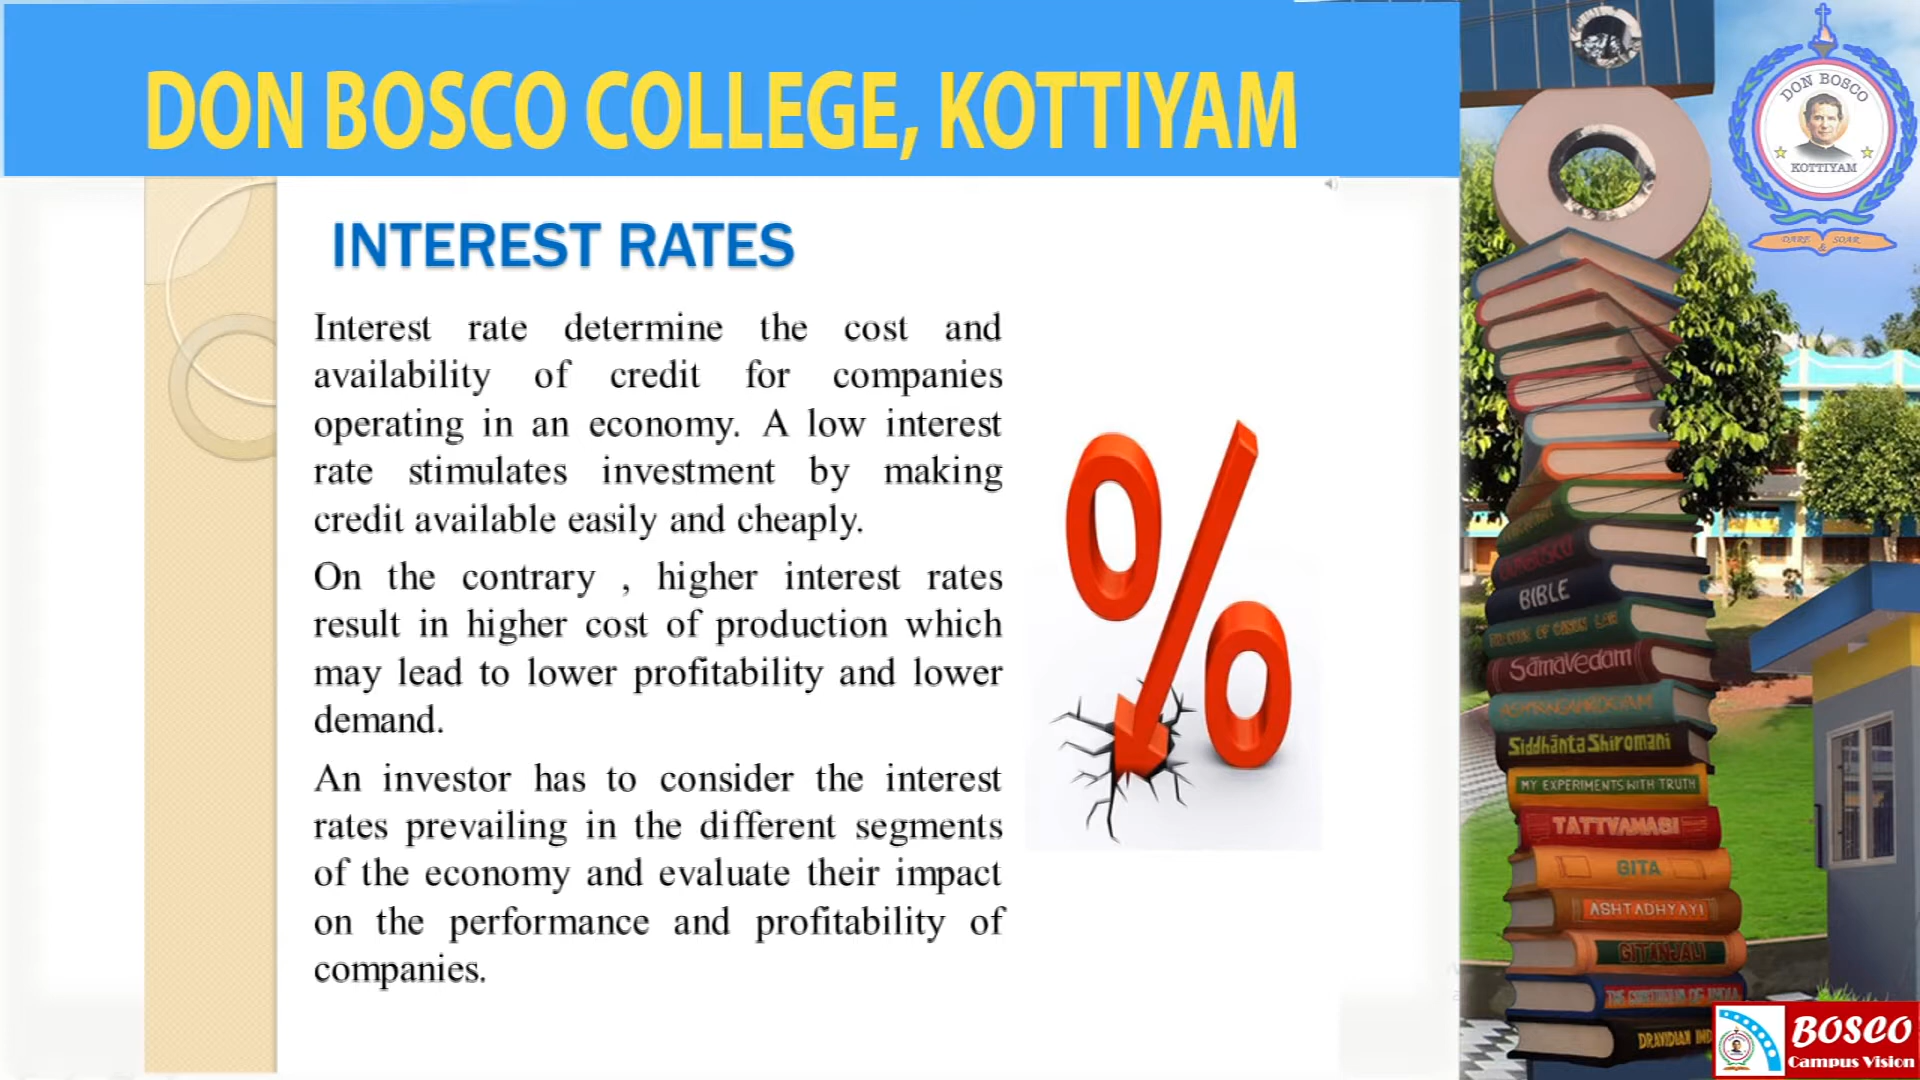 DON BOSCO COLLEGE, KOTTIYAM
INTEREST RATES
Interest rate determine the cost and
availability of credit for companies
operating in an economy. A low interest
rate stimulates investment by making
credit available easily and cheaply.
On the contrary , higher interest rates
result in higher cost of production which
may lead to lower profitability and lower
demand.
An investor has to consider the interest
rates prevailing in the different segments
of the economy and evaluate their impact
on the performance and profitability of
companies.
%
DON BOSCO
KOTTIYAM
DARE & SOAR
BIBLE
Sāmavedam
Siddhānta Shiromani
MY EXPERIMENTS WITH TRUTH
TATTVAMASI
GITA
ASHTADHYAYI
GITANJALI
DRAVIDIAN
BOSCO
Campus Vision